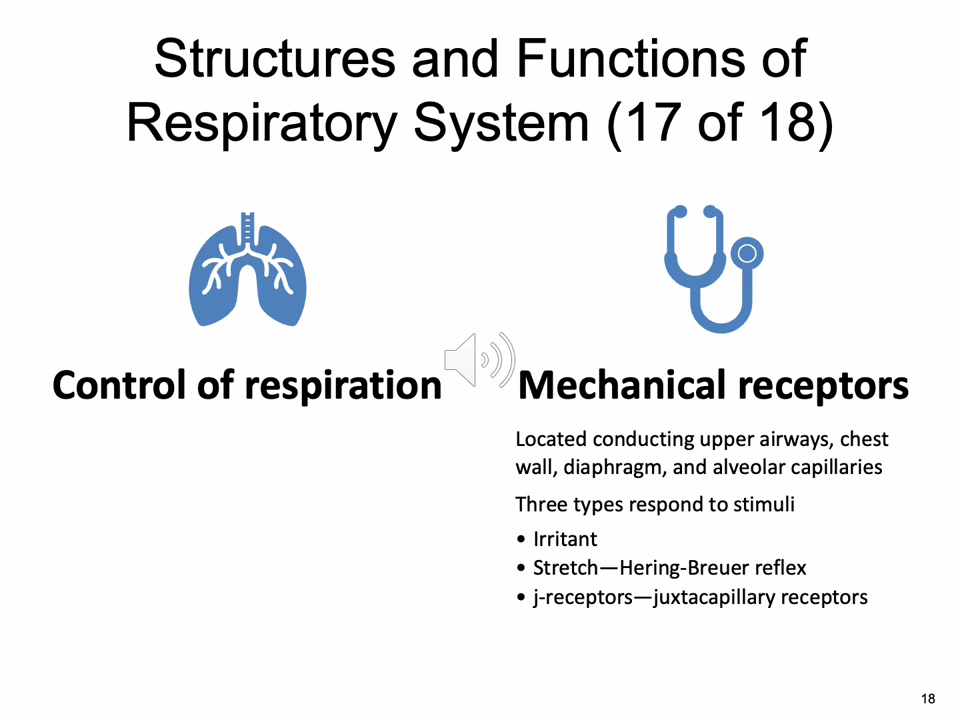 Structures and Functions of
Respiratory System (17 of 18)
Control of respiration
Mechanical receptors
Located conducting upper airways, chest
wall, diaphragm, and alveolar capillaries
Three types respond to stimuli
• Irritant
• Stretch—Hering-Breuer reflex
• j-receptors—juxtacapillary receptors
18